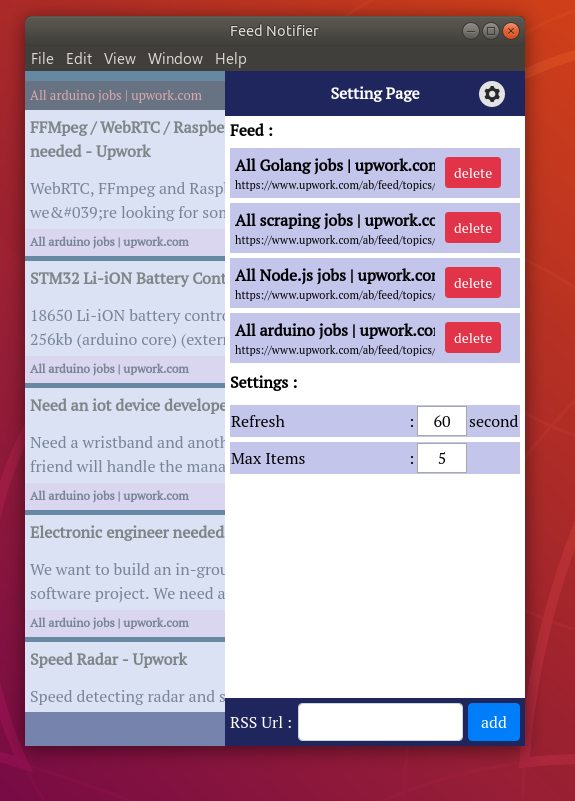 Feed Notifier
File Edit View Window Help
All arduino jobs | upwork.com
FFMpeg / WebRTC / Raspbe
needed - Upwork
WebRTC, FFmpeg and Rasp
we&#039;re looking for son
All arduino jobs | upwork.com
STM32 Li-iON Battery Cont
18650 Li-iON battery contro
256kb (arduino core) (extern
All arduino jobs | upwork.com
Need an iot device develope
Need a wristband and anoth
friend will handle the mana
All arduino jobs | upwork.com
Electronic engineer needed
We want to build an in-grou
software project. We need a
All arduino jobs | upwork.com
Speed Radar - Upwork
Speed detecting radar and s
Setting Page
Feed :
All Golang jobs | upwork.com
https://www.upwork.com/ab/feed/topics/
delete
All scraping jobs | upwork.co
https://www.upwork.com/ab/feed/topics/
delete
All Node.js jobs | upwork.com
https://www.upwork.com/ab/feed/topics/
delete
All arduino jobs | upwork.com
https://www.upwork.com/ab/feed/topics/
delete
Settings :
Refresh : 60 second
Max Items : 5
RSS Url : add